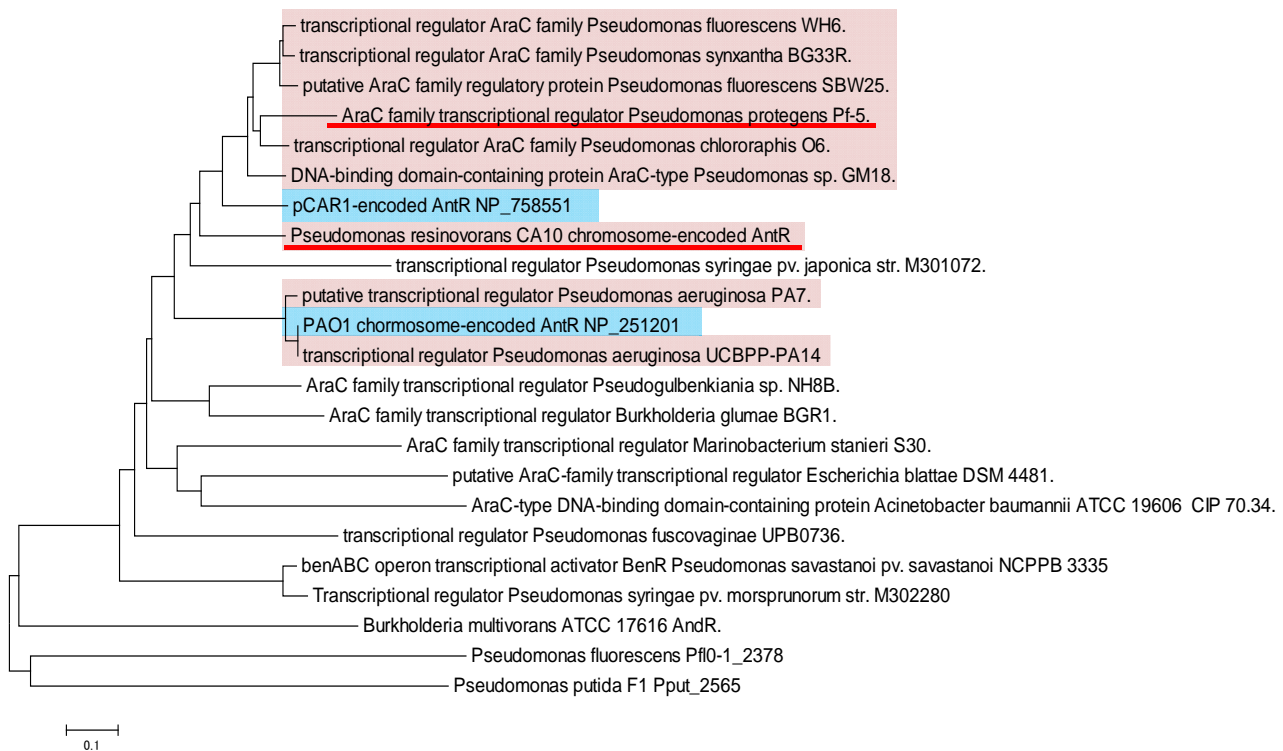 transcriptional regulator AraC family Pseudomonas fluorescens WH6.
transcriptional regulator AraC family Pseudomonas synxantha BG33R.
putative AraC family regulatory protein Pseudomonas fluorescens SBW25.
AraC family transcriptional regulator Pseudomonas protegens Pf-5.
transcriptional regulator AraC family Pseudomonas chlororaphis O6.
DNA-binding domain-containing protein AraC-type Pseudomonas sp. GM18.
pCAR1-encoded AntR NP_758551
Pseudomonas resinovorans CA10 chromosome-encoded AntR
transcriptional regulator Pseudomonas syringae pv. japonica str. M301072.
putative transcriptional regulator Pseudomonas aeruginosa PA7.
PAO1 chormosome-encoded AntR NP_251201
transcriptional regulator Pseudomonas aeruginosa UCBPP-PA14
AraC family transcriptional regulator Pseudogulbenkiania sp. NH8B.
AraC family transcriptional regulator Burkholderia glumae BGR1.
AraC family transcriptional regulator Marinobacterium stanieri S30.
putative AraC-family transcriptional regulator Escherichia blattae DSM 4481.
AraC-type DNA-binding domain-containing protein Acinetobacter baumannii ATCC 19606 CIP 70.34.
transcriptional regulator Pseudomonas fuscovaginae UPB0736.
benABC operon transcriptional activator BenR Pseudomonas savastanoi pv. savastanoi NCPPB 3335
Transcriptional regulator Pseudomonas syringae pv. morsprunorum str. M302280
Burkholderia multivorans ATCC 17616 AndR.
Pseudomonas fluorescens Pfl0-1_2378
Pseudomonas putida F1 Pput_2565
0.1